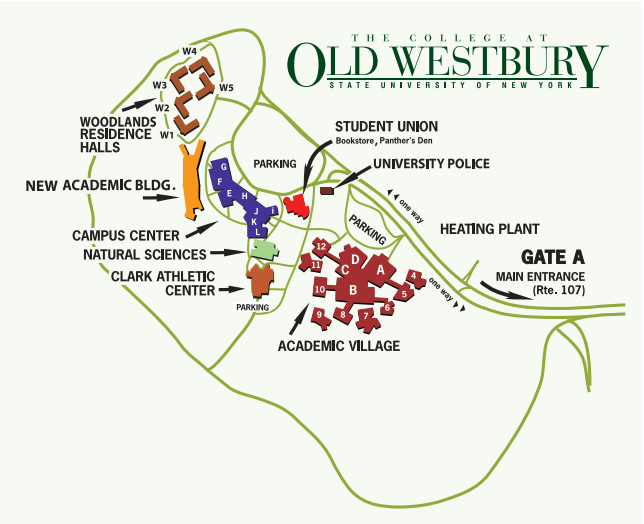 THE COLLEGE AT
OLD WESTBURY
STATE UNIVERSITY OF NEW YORK
W4
W3
W5
W2
W1
WOODLANDS
RESIDENCE
HALLS
STUDENT UNION
Bookstore, Panther's Den
PARKING
UNIVERSITY POLICE
NEW ACADEMIC BLDG.
G
F
E
H
J
I
K
L
one way
PARKING
HEATING PLANT
CAMPUS CENTER
NATURAL SCIENCES
CLARK ATHLETIC
CENTER
PARKING
GATE A
MAIN ENTRANCE
(Rte. 107)
12
11
D
C
A
10
B
4
5
6
9
8
7
one way
ACADEMIC VILLAGE